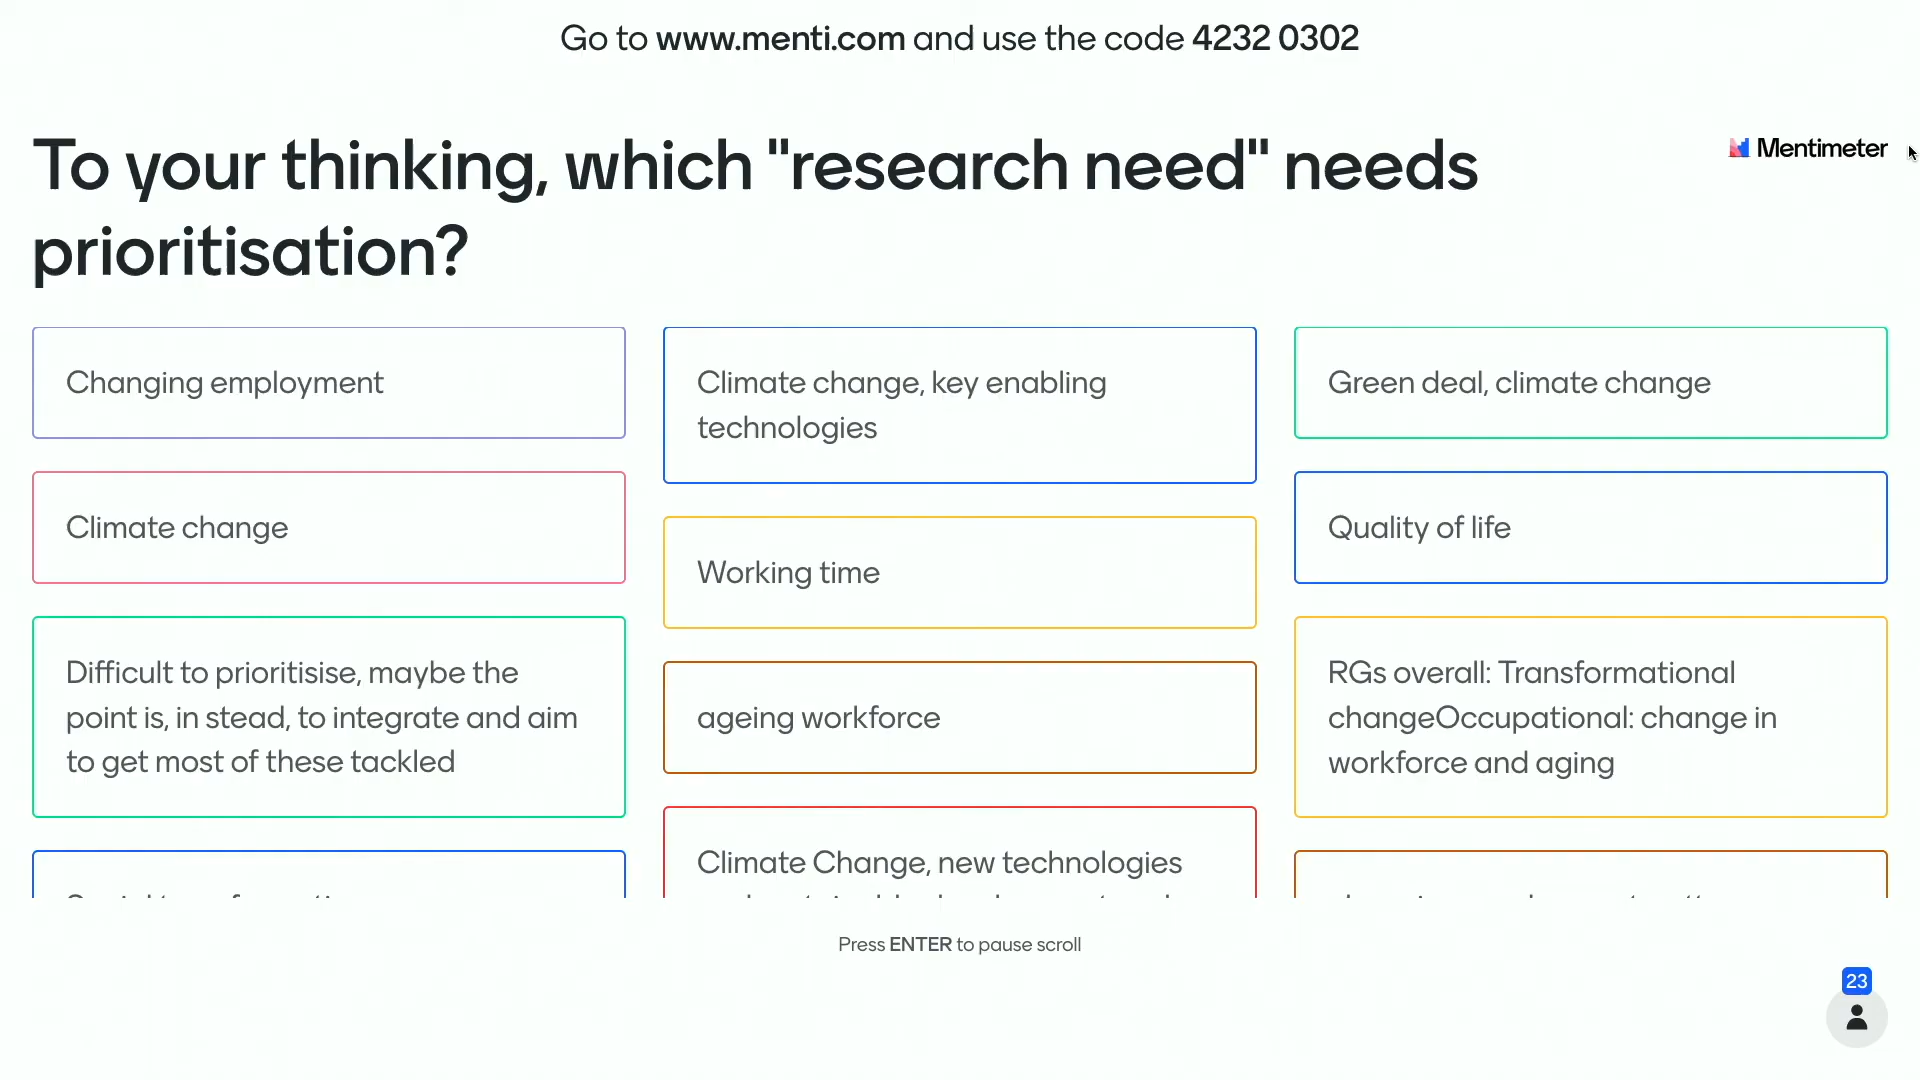 Go to www.menti.com and use the code 4232 0302
To your thinking, which "research need" needs
prioritisation?
Mentimeter
Changing employment
Climate change
Difficult to prioritisise, maybe the
point is, in stead, to integrate and aim
to get most of these tackled
Climate change, key enabling
technologies
Working time
ageing workforce
Climate Change, new technologies
Green deal, climate change
Quality of life
RGs overall: Transformational
changeOccupational: change in
workforce and aging
Press ENTER to pause scroll
23